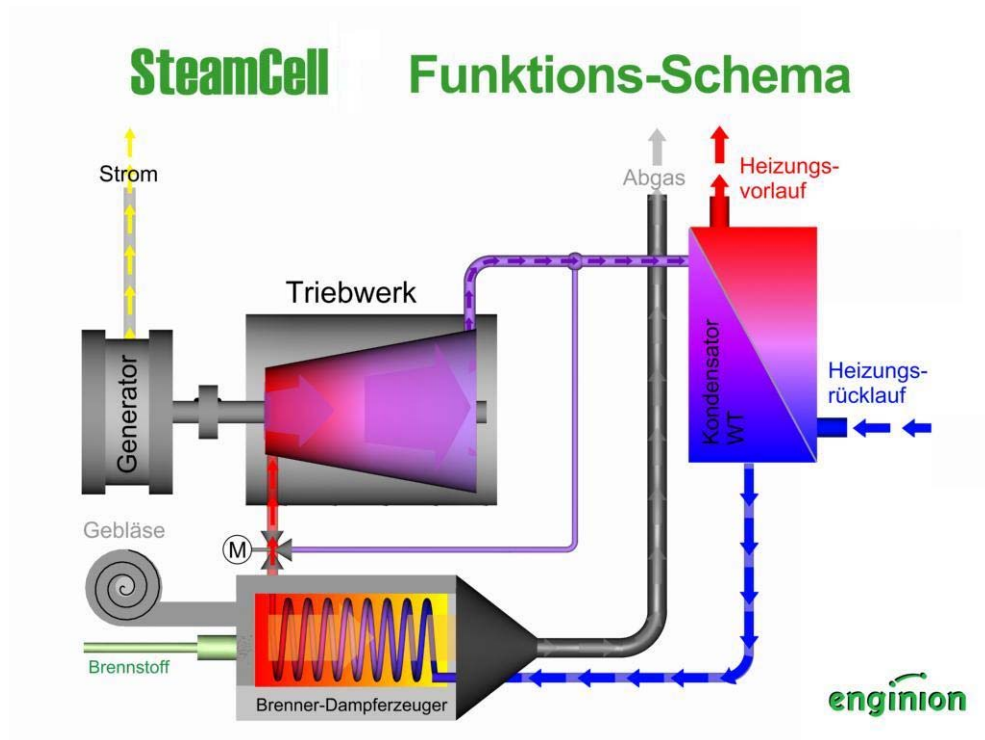 SteamCell Funktions-Schema
Strom
Abgas
Heizungs-
vorlauf
Triebwerk
Generator
Kondensator
WT
Heizungs-
rücklauf
Gebläse
M
Brennstoff
Brenner-Dampferzeuger
enginion